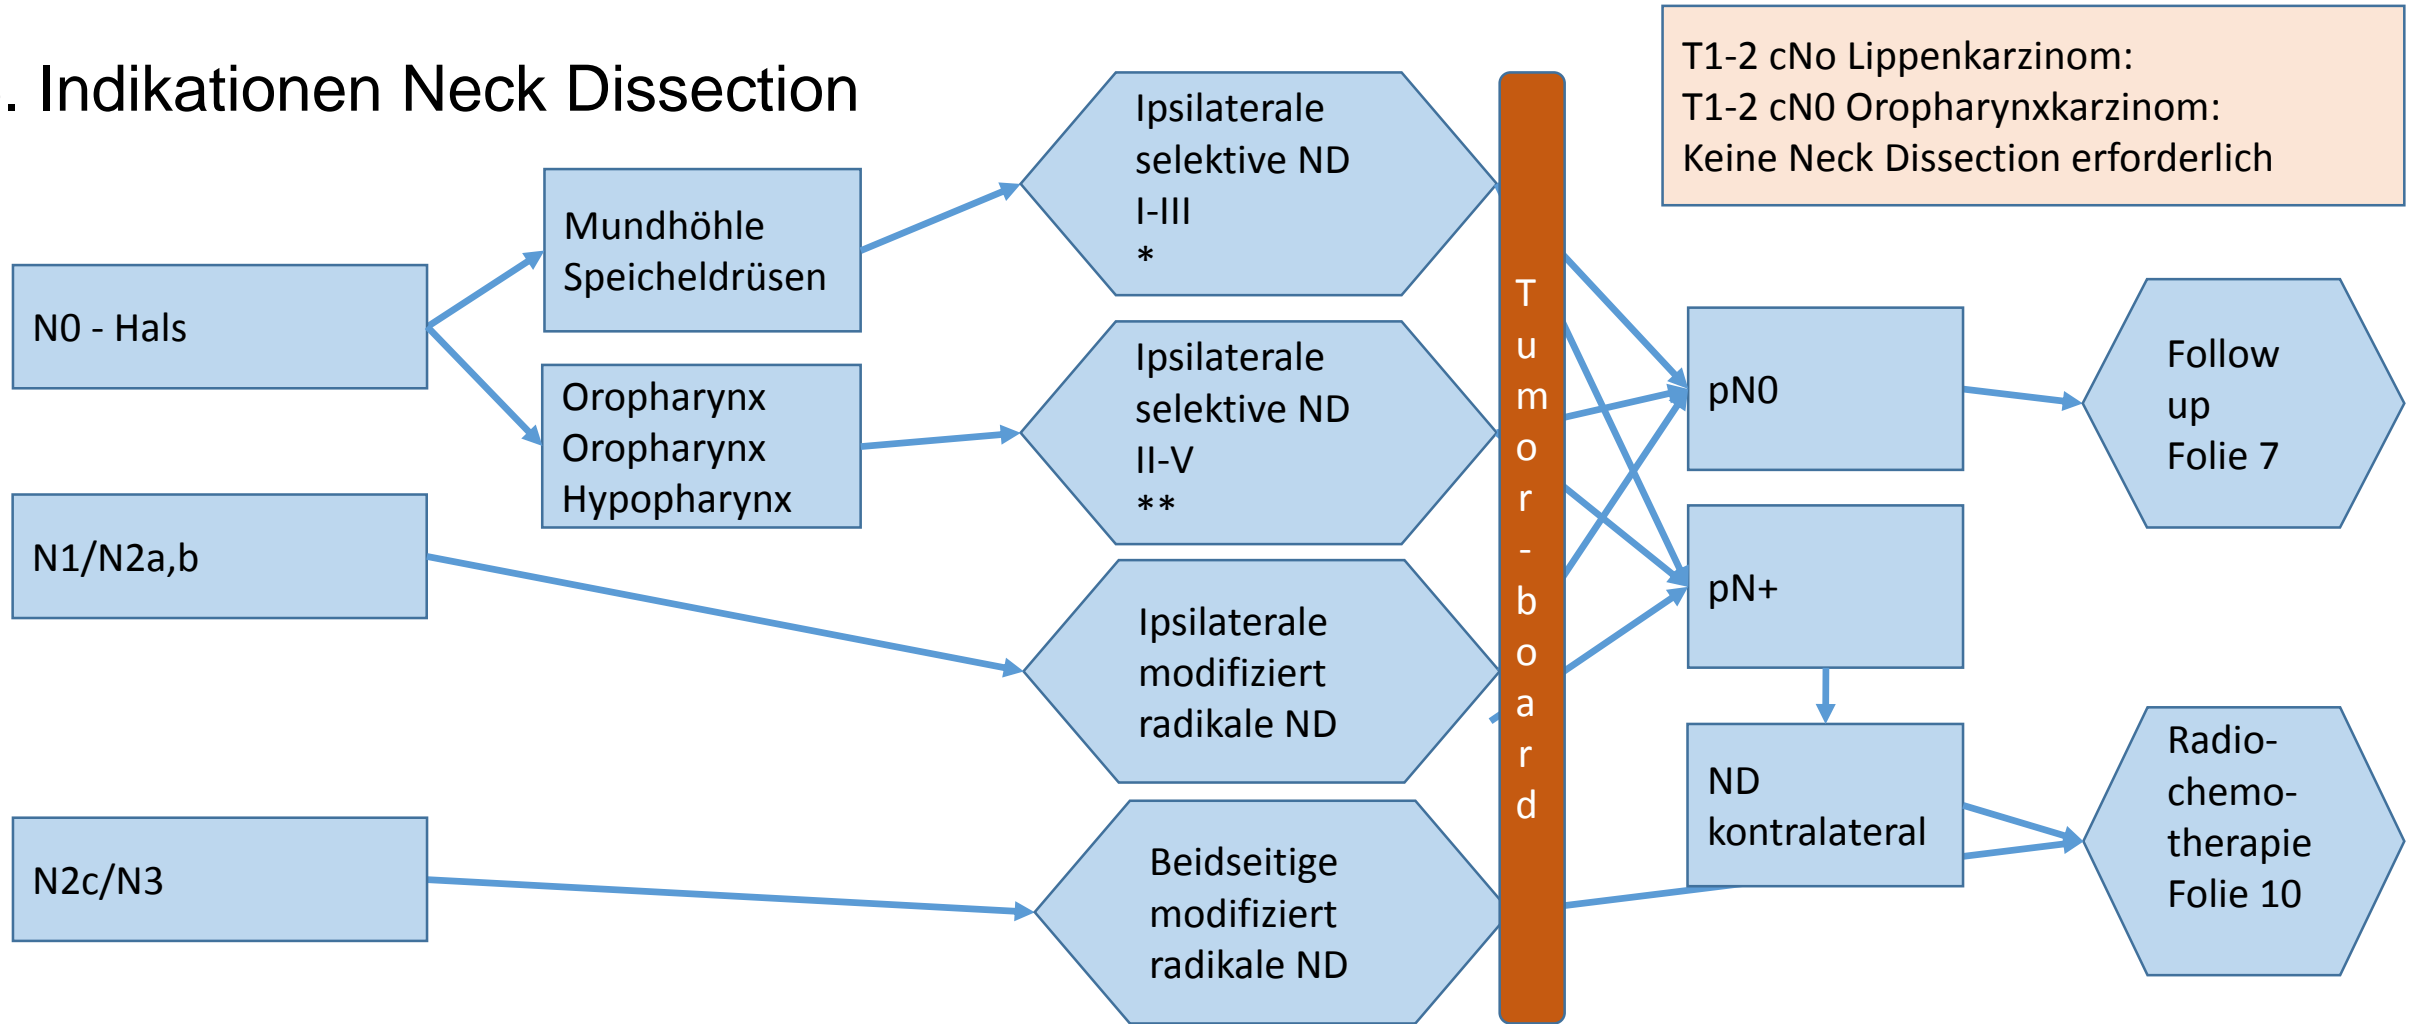 . Indikationen Neck Dissection
T1-2 cNo Lippenkarzinom:
T1-2 cN0 Oropharynxkarzinom:
Keine Neck Dissection erforderlich
N0 - Hals
Mundhöhle
Speicheldrüsen
Oropharynx
Oropharynx
Hypopharynx
N1/N2a,b
N2c/N3
Ipsilaterale
selektive ND
I-III
*
Ipsilaterale
selektive ND
II-V
**
Ipsilaterale
modifiziert
radikale ND
Beidseitige
modifiziert
radikale ND
T
u
m
o
r
-
b
o
a
r
d
pN0
pN+
ND
kontralateral
Follow
up
Folie 7
Radio-
chemo-
therapie
Folie 10